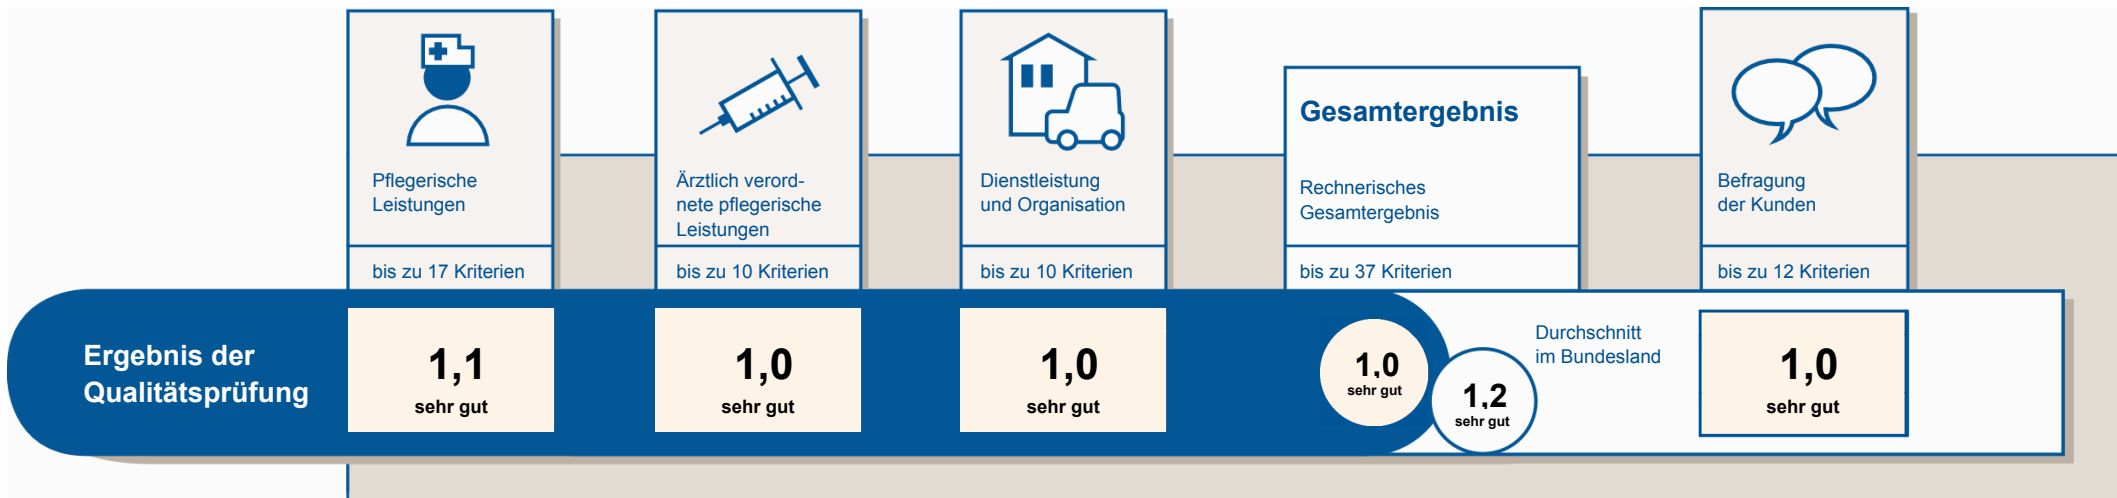 Pflegerische
Leistungen
bis zu 17 Kriterien
Ärztlich verord-
nete pflegerische
Leistungen
bis zu 10 Kriterien
Dienstleistung
und Organisation
bis zu 10 Kriterien
Gesamtergebnis
Rechnerisches
Gesamtergebnis
bis zu 37 Kriterien
Befragung
der Kunden
bis zu 12 Kriterien
Ergebnis der
Qualitätsprüfung
1,1
sehr gut
1,0
sehr gut
1,0
sehr gut
1,0
sehr gut
1,2
sehr gut
Durchschnitt
im Bundesland
1,0
sehr gut